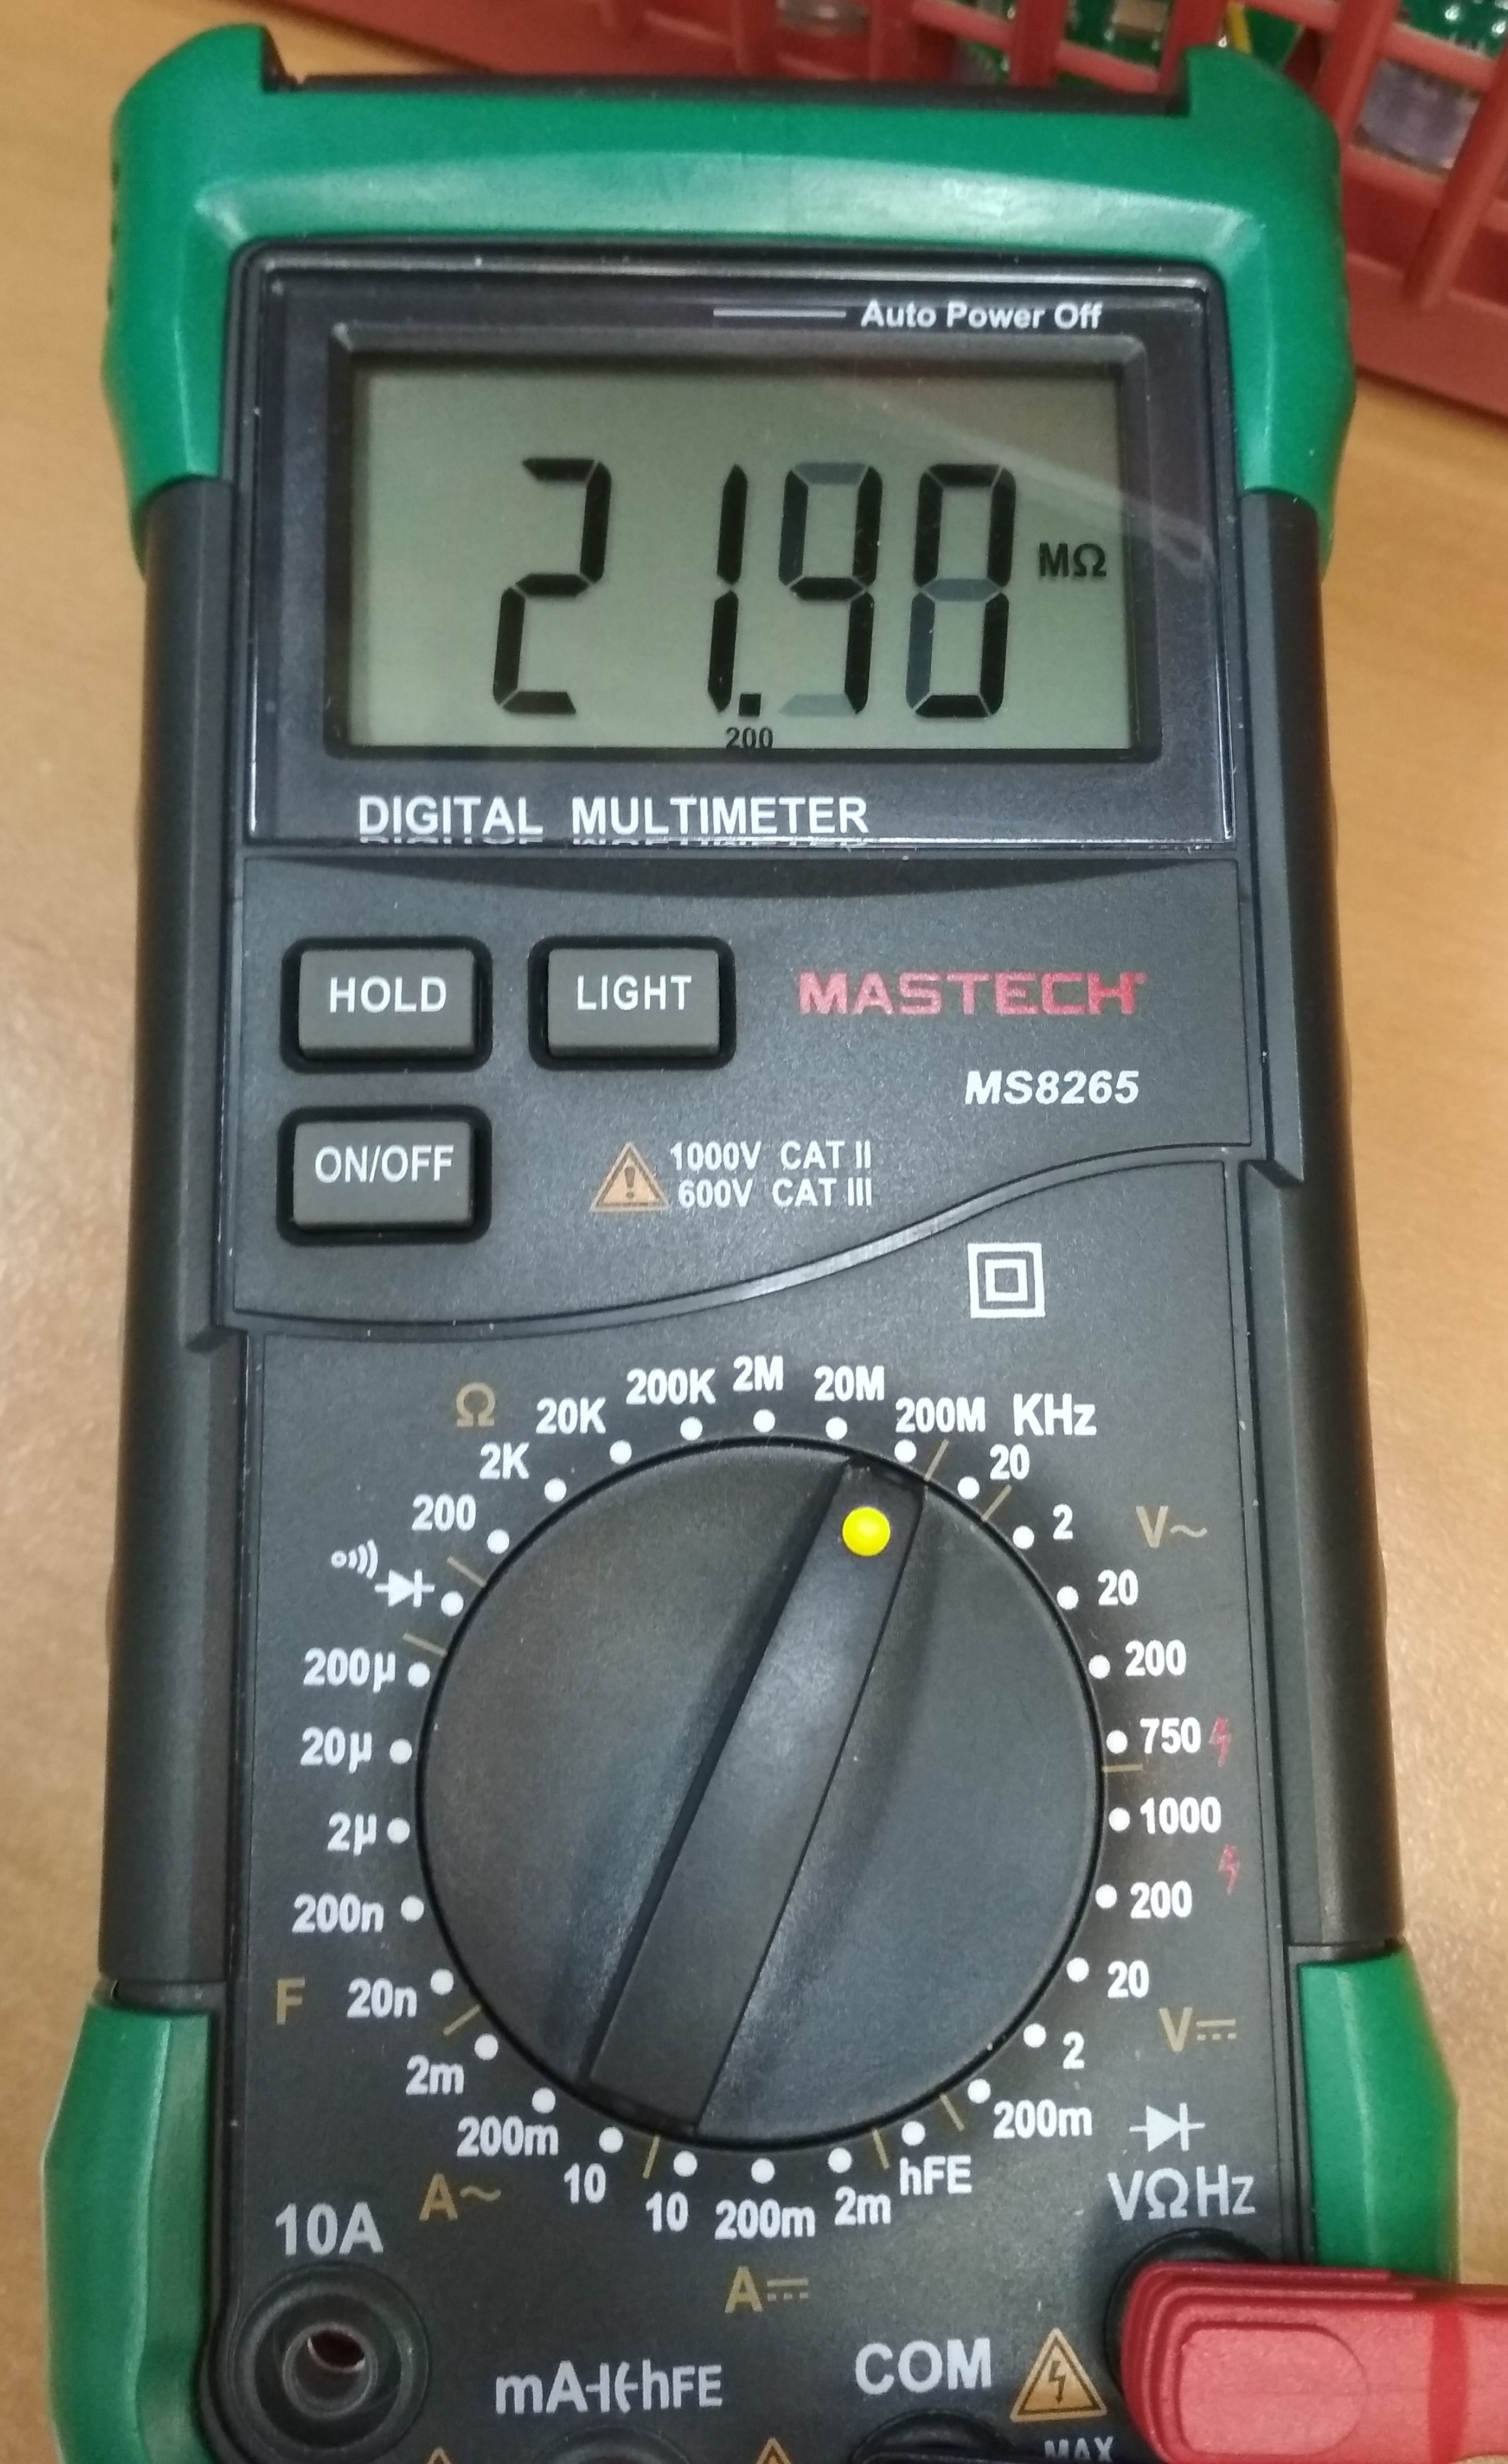 Auto Power Off
21.98 MΩ
200
DIGITAL MULTIMETER
HOLD LIGHT MASTECH
MS8265
ON/OFF
1000V CAT II
600V CAT III
Ω 2K 20K 200K 2M 20M 200M KHz
200 20
2 V~
20
200µ 200
20µ 750
2µ 1000
200n 200
F 20n 20
V⎓
2m 2
200m 200m
A~ 10 10 200m 2m hFE
10A VΩHz
A⎓
mA hFE COM
MAX